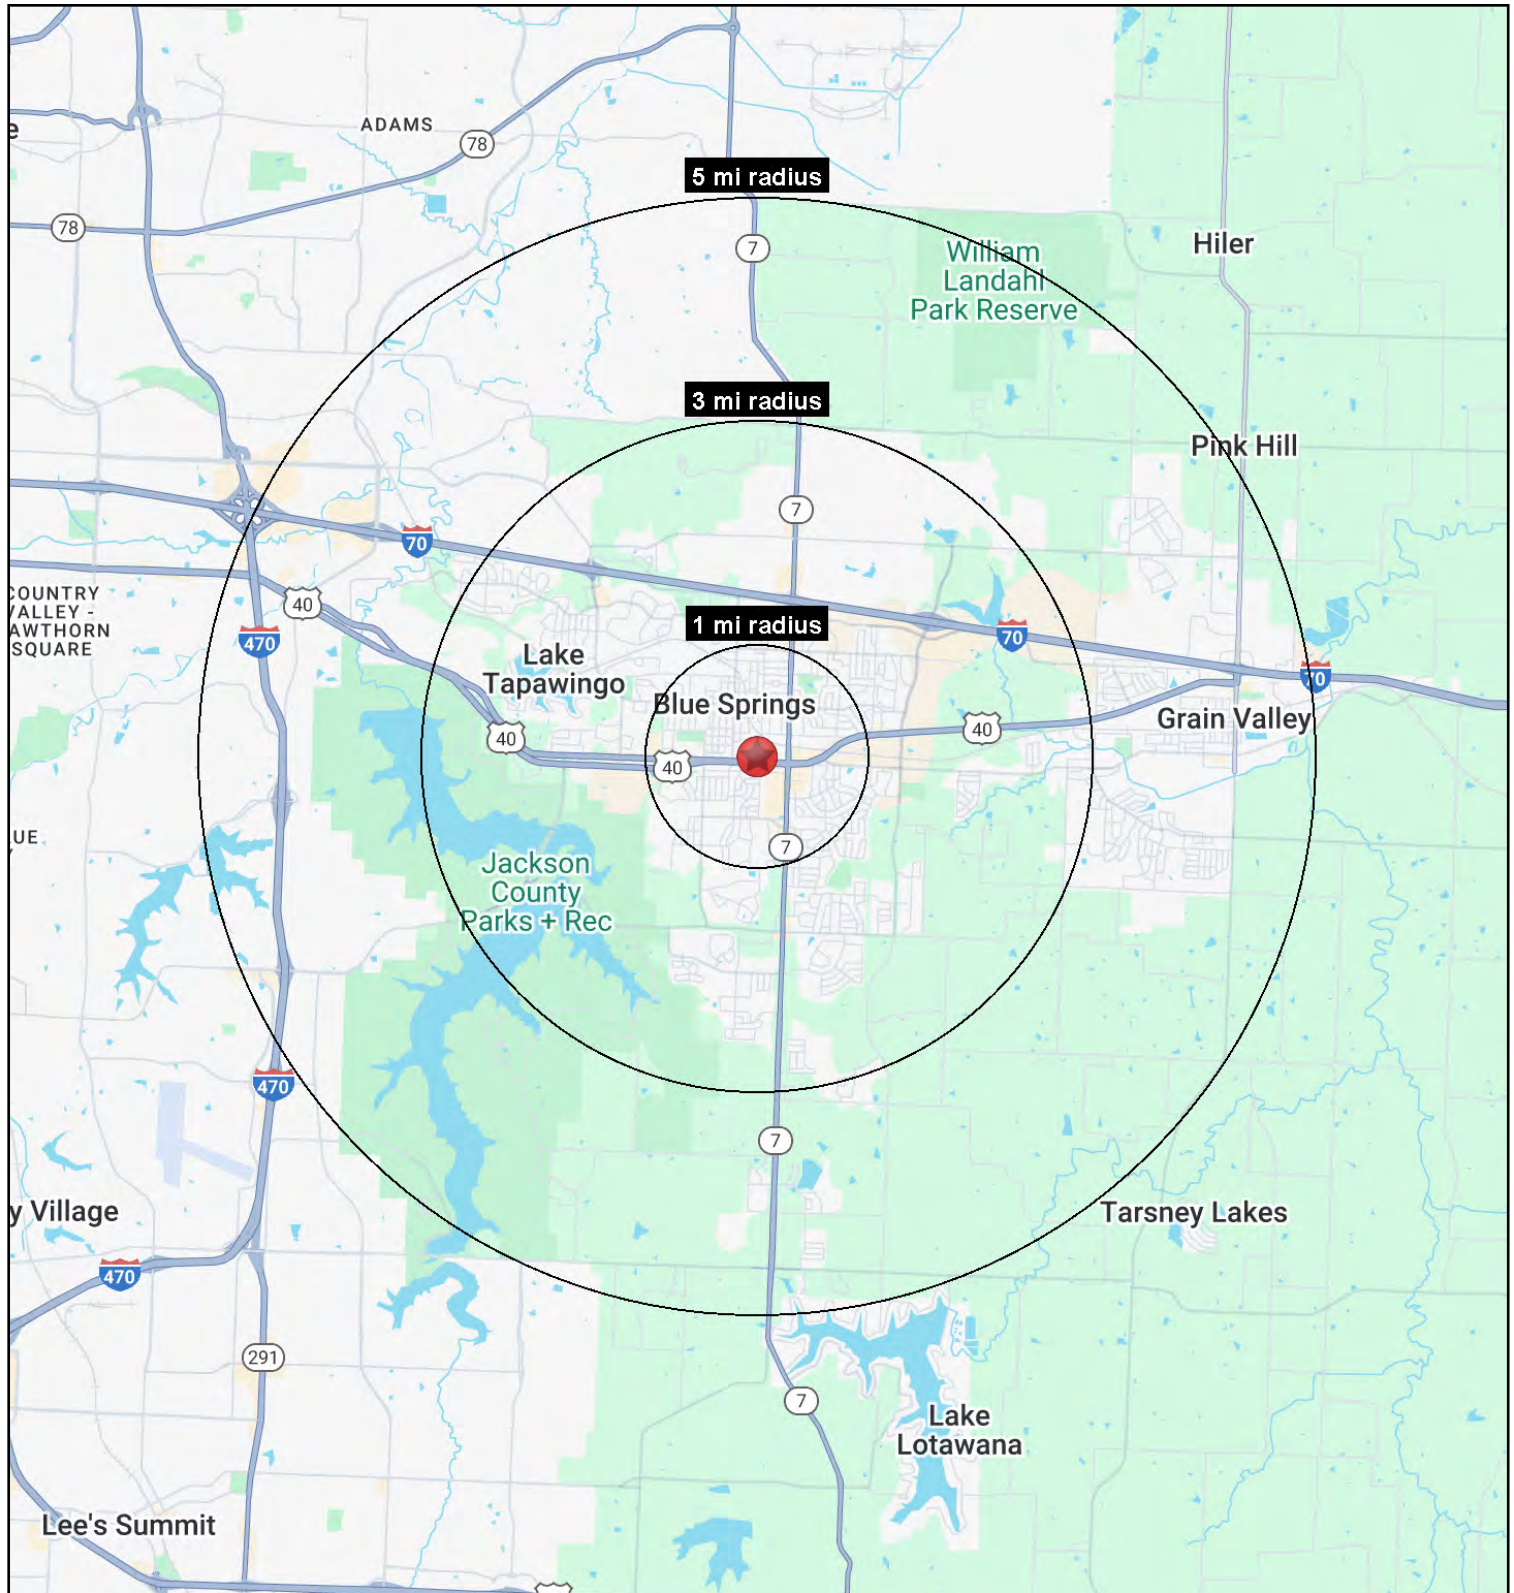 ADAMS
78
5 mi radius
78
7
Hiler
William
Landahl
Park Reserve
3 mi radius
Pink Hill
7
70
COUNTRY
VALLEY -
AWTHORN
SQUARE
40
470
1 mi radius
70
Lake
Tapawingo
70
Blue Springs
Grain Valley
40
40
40
UE
7
Jackson
County
Parks + Rec
470
7
y Village
Tarsney Lakes
470
291
7
Lake
Lotawana
Lee's Summit